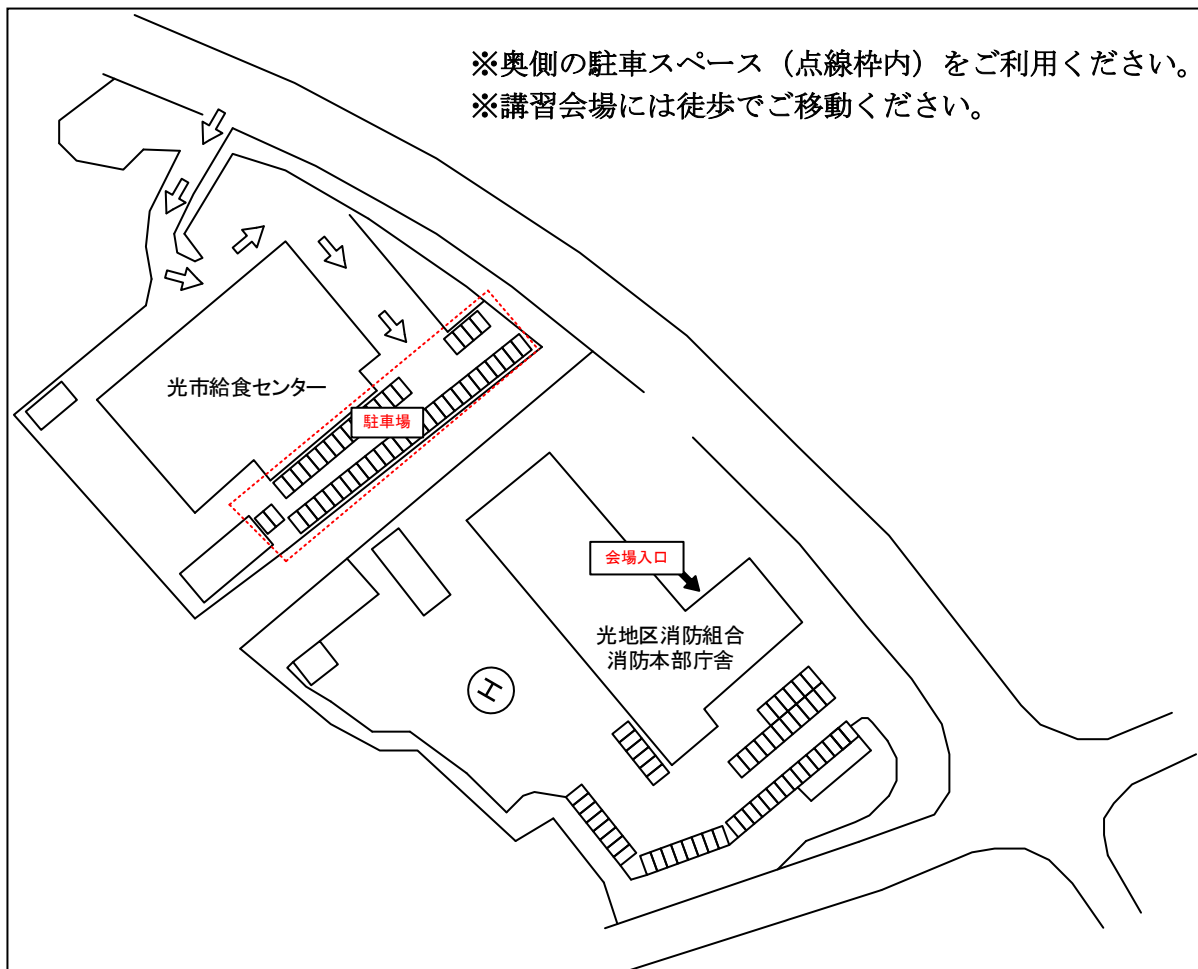 ※奥側の駐車スペース（点線枠内）をご利用ください。
※講習会場には徒歩でご移動ください。
光市給食センター
駐車場
会場入口
光地区消防組合
消防本部庁舎
H